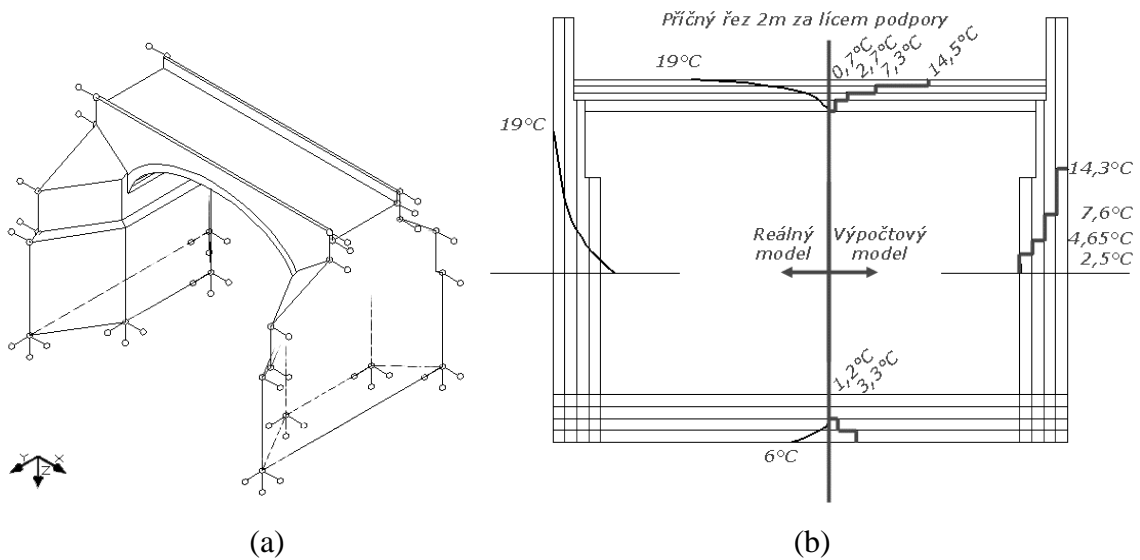 Příčný řez 2m za lícem podpory
19°C
0,7°C
2,7°C
7,3°C
14,5°C
19°C
14,3°C
7,6°C
4,65°C
2,5°C
Reálný
model
Výpočtový
model
1,2°C
3,3°C
6°C
Y
X
Z
(a)
(b)